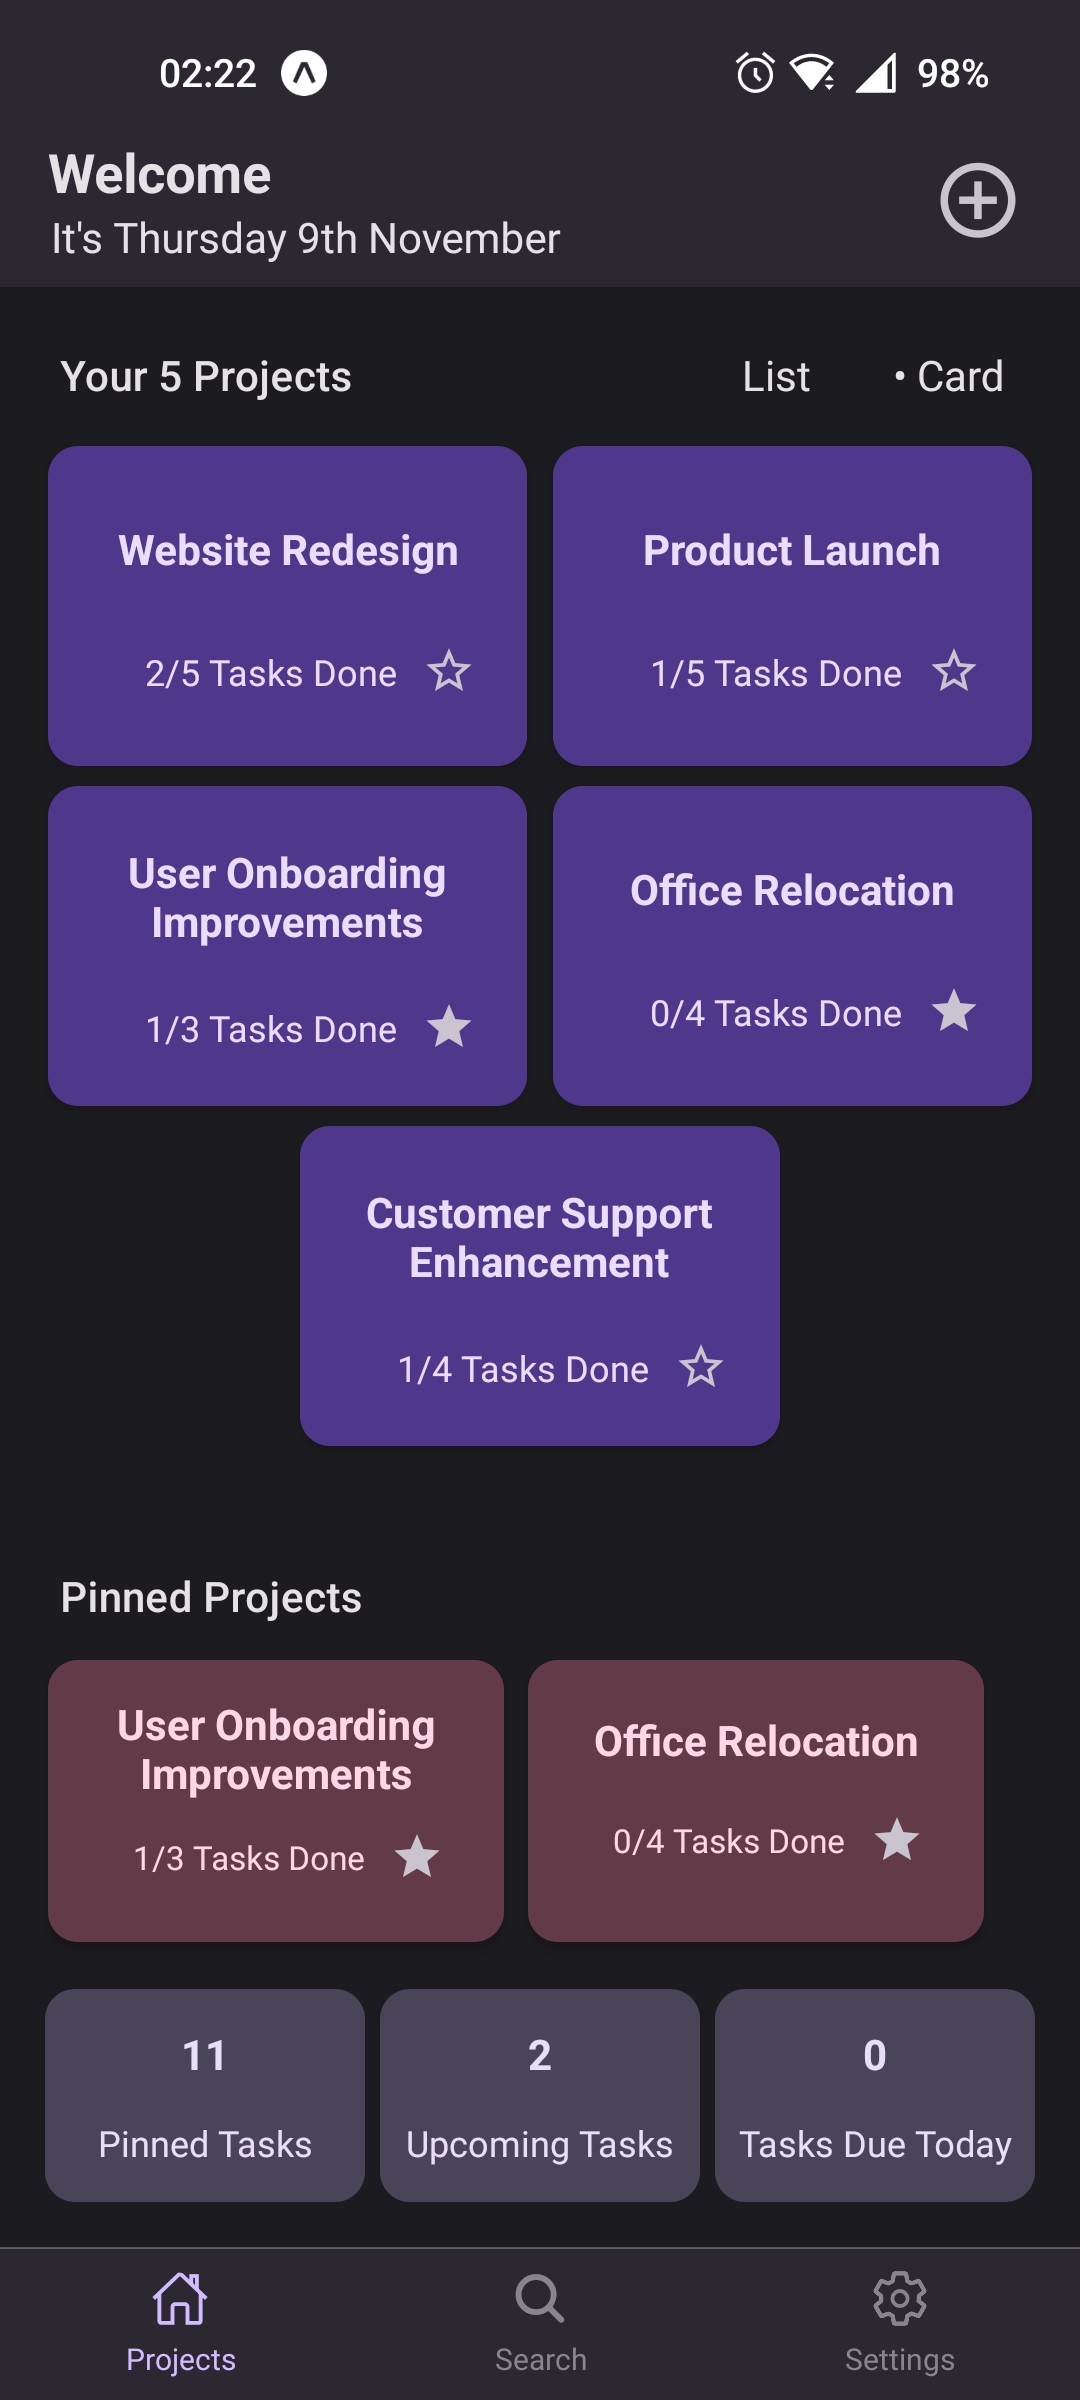 02:22
98%
Welcome
It's Thursday 9th November
Your 5 Projects
List
• Card
Website Redesign
2/5 Tasks Done
Product Launch
1/5 Tasks Done
User Onboarding
Improvements
1/3 Tasks Done
Office Relocation
0/4 Tasks Done
Customer Support
Enhancement
1/4 Tasks Done
Pinned Projects
User Onboarding
Improvements
1/3 Tasks Done
Office Relocation
0/4 Tasks Done
11
Pinned Tasks
2
Upcoming Tasks
0
Tasks Due Today
Projects
Search
Settings